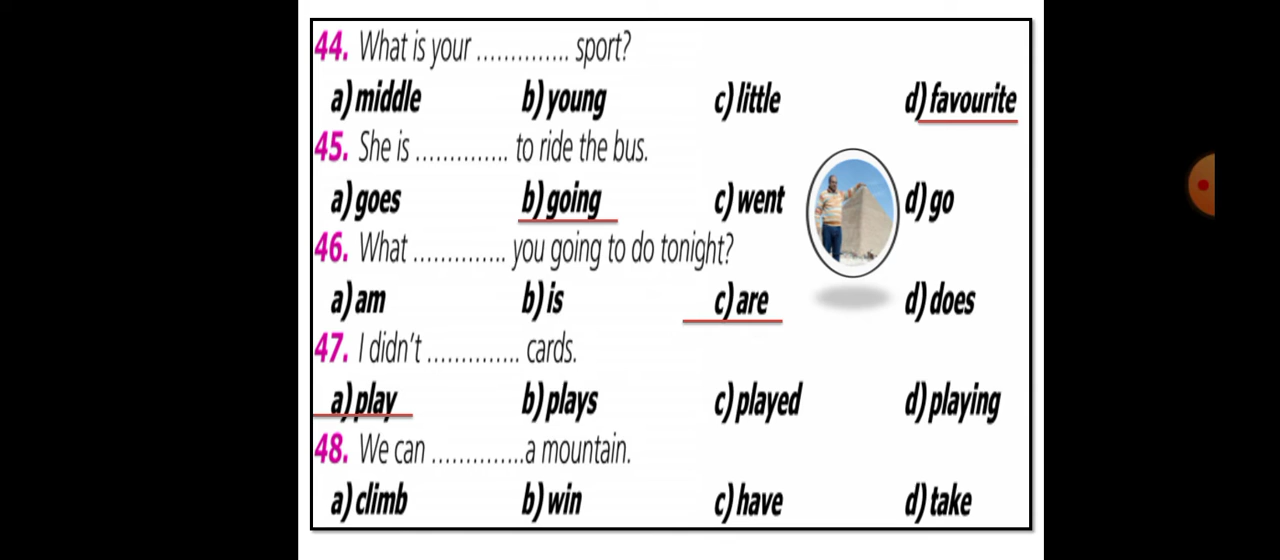 44. What is your .............. sport?
a) middle b) young c) little d) favourite
45. She is .............. to ride the bus.
a) goes b) going c) went d) go
46. What .............. you going to do tonight?
a) am b) is c) are d) does
47. I didn't .............. cards.
a) play b) plays c) played d) playing
48. We can ..............a mountain.
a) climb b) win c) have d) take